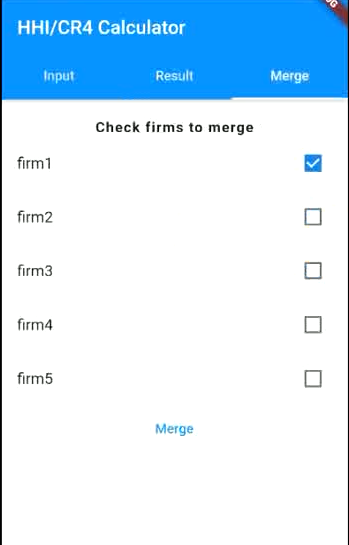 HHI/CR4 Calculator
Input Result Merge
Check firms to merge
firm1
firm2
firm3
firm4
firm5
Merge